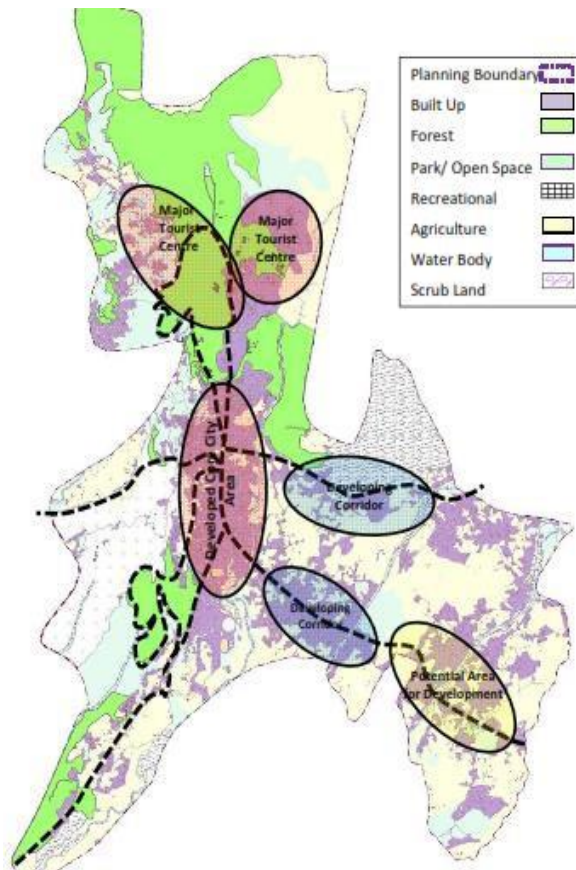 Planning Boundary
Built Up
Forest
Park/ Open Space
Recreational
Agriculture
Water Body
Scrub Land
Major
Tourist
Centre
Major
Tourist
Centre
Developed Core City
Area
Developing
Corridor
Developing
Corridor
Potential Area
for Development